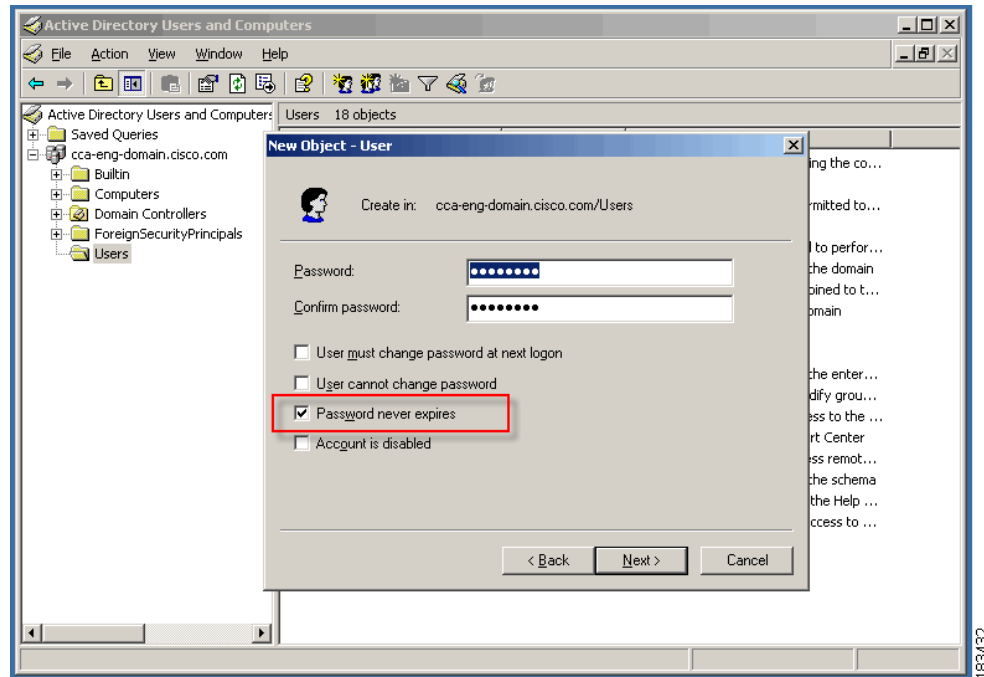 Active Directory Users and Computers
File Action View Window Help
Active Directory Users and Computers
Users 18 objects
Saved Queries
cca-eng-domain.cisco.com
Builtin
Computers
Domain Controllers
ForeignSecurityPrincipals
Users
New Object - User
Create in: cca-eng-domain.cisco.com/Users
Password:
Confirm password:
User must change password at next logon
User cannot change password
Password never expires
Account is disabled
< Back Next > Cancel
ing the co...
rmitted to...
to perfor...
the domain
ined to t...
omain
the enter...
dify grou...
ess to the ...
rt Center
ess remot...
the schema
the Help ...
ccess to ...
183432